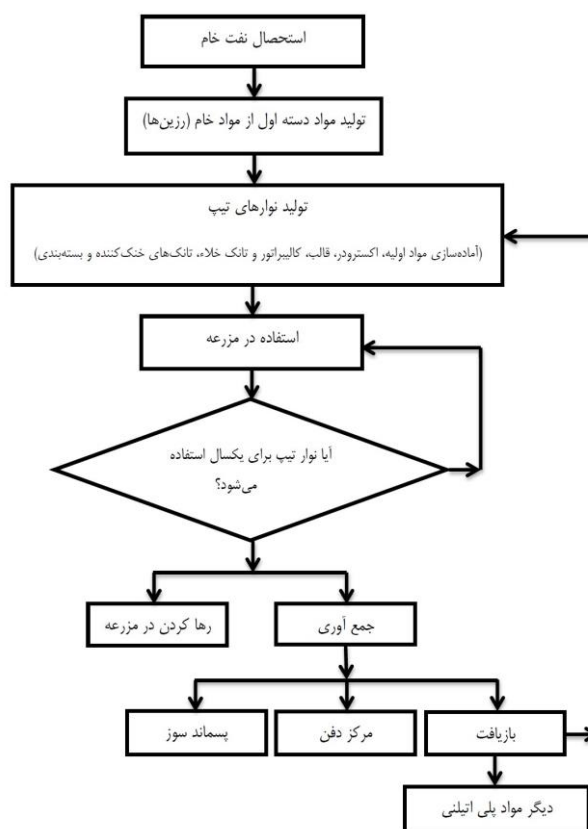 استحصال نفت خام
تولید مواد دسته اول از مواد خام (رزین‌ها)
تولید نوارهای تیپ
(آماده‌سازی مواد اولیه، اکسترودر، قالب، کالیبراتور و تانک خلاء، تانک‌های خنک‌کننده و بسته‌بندی)
استفاده در مزرعه
آیا نوار تیپ برای یکسال استفاده
می‌شود؟
جمع آوری
رها کردن در مزرعه
بازیافت
مرکز دفن
پسماند سوز
دیگر مواد پلی اتیلنی